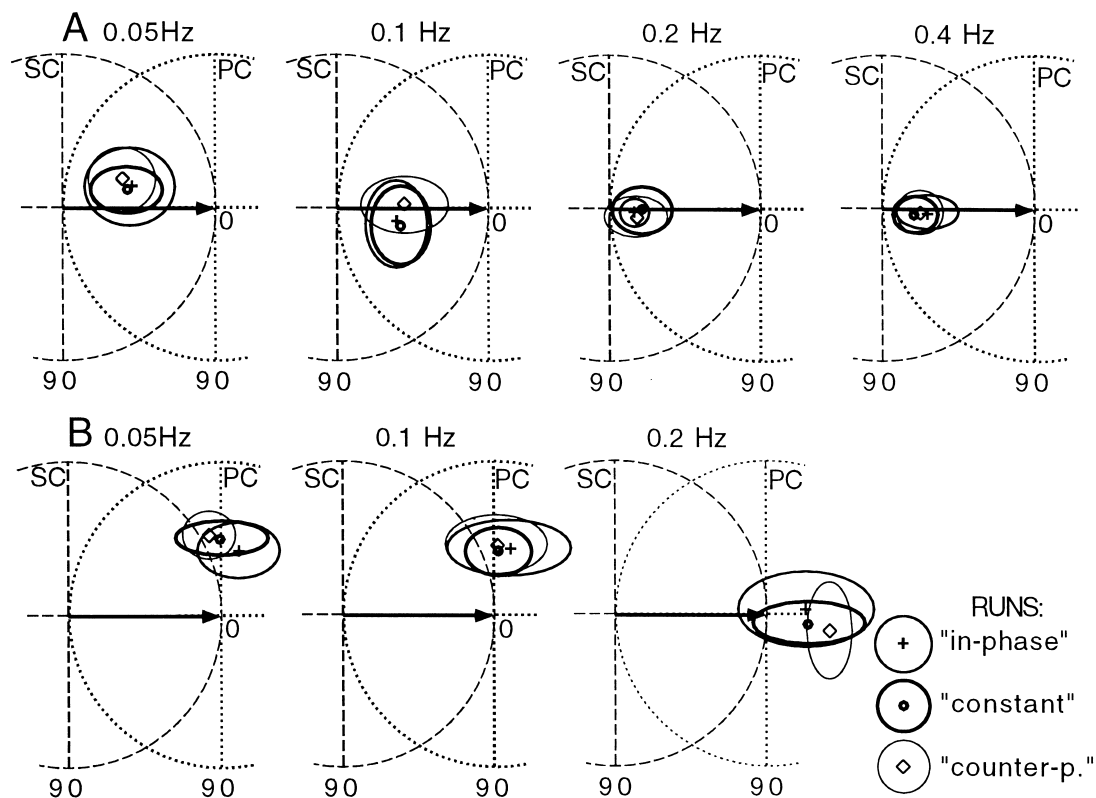 A 0.05Hz 0.1 Hz 0.2 Hz 0.4 Hz
SC PC SC PC SC PC SC PC
0 0 0 0
90 90 90 90 90 90 90 90
B 0.05Hz 0.1 Hz 0.2 Hz
SC PC SC PC SC PC
0 0
RUNS:
"in-phase"
"constant"
"counter-p."
90 90 90 90 90 90